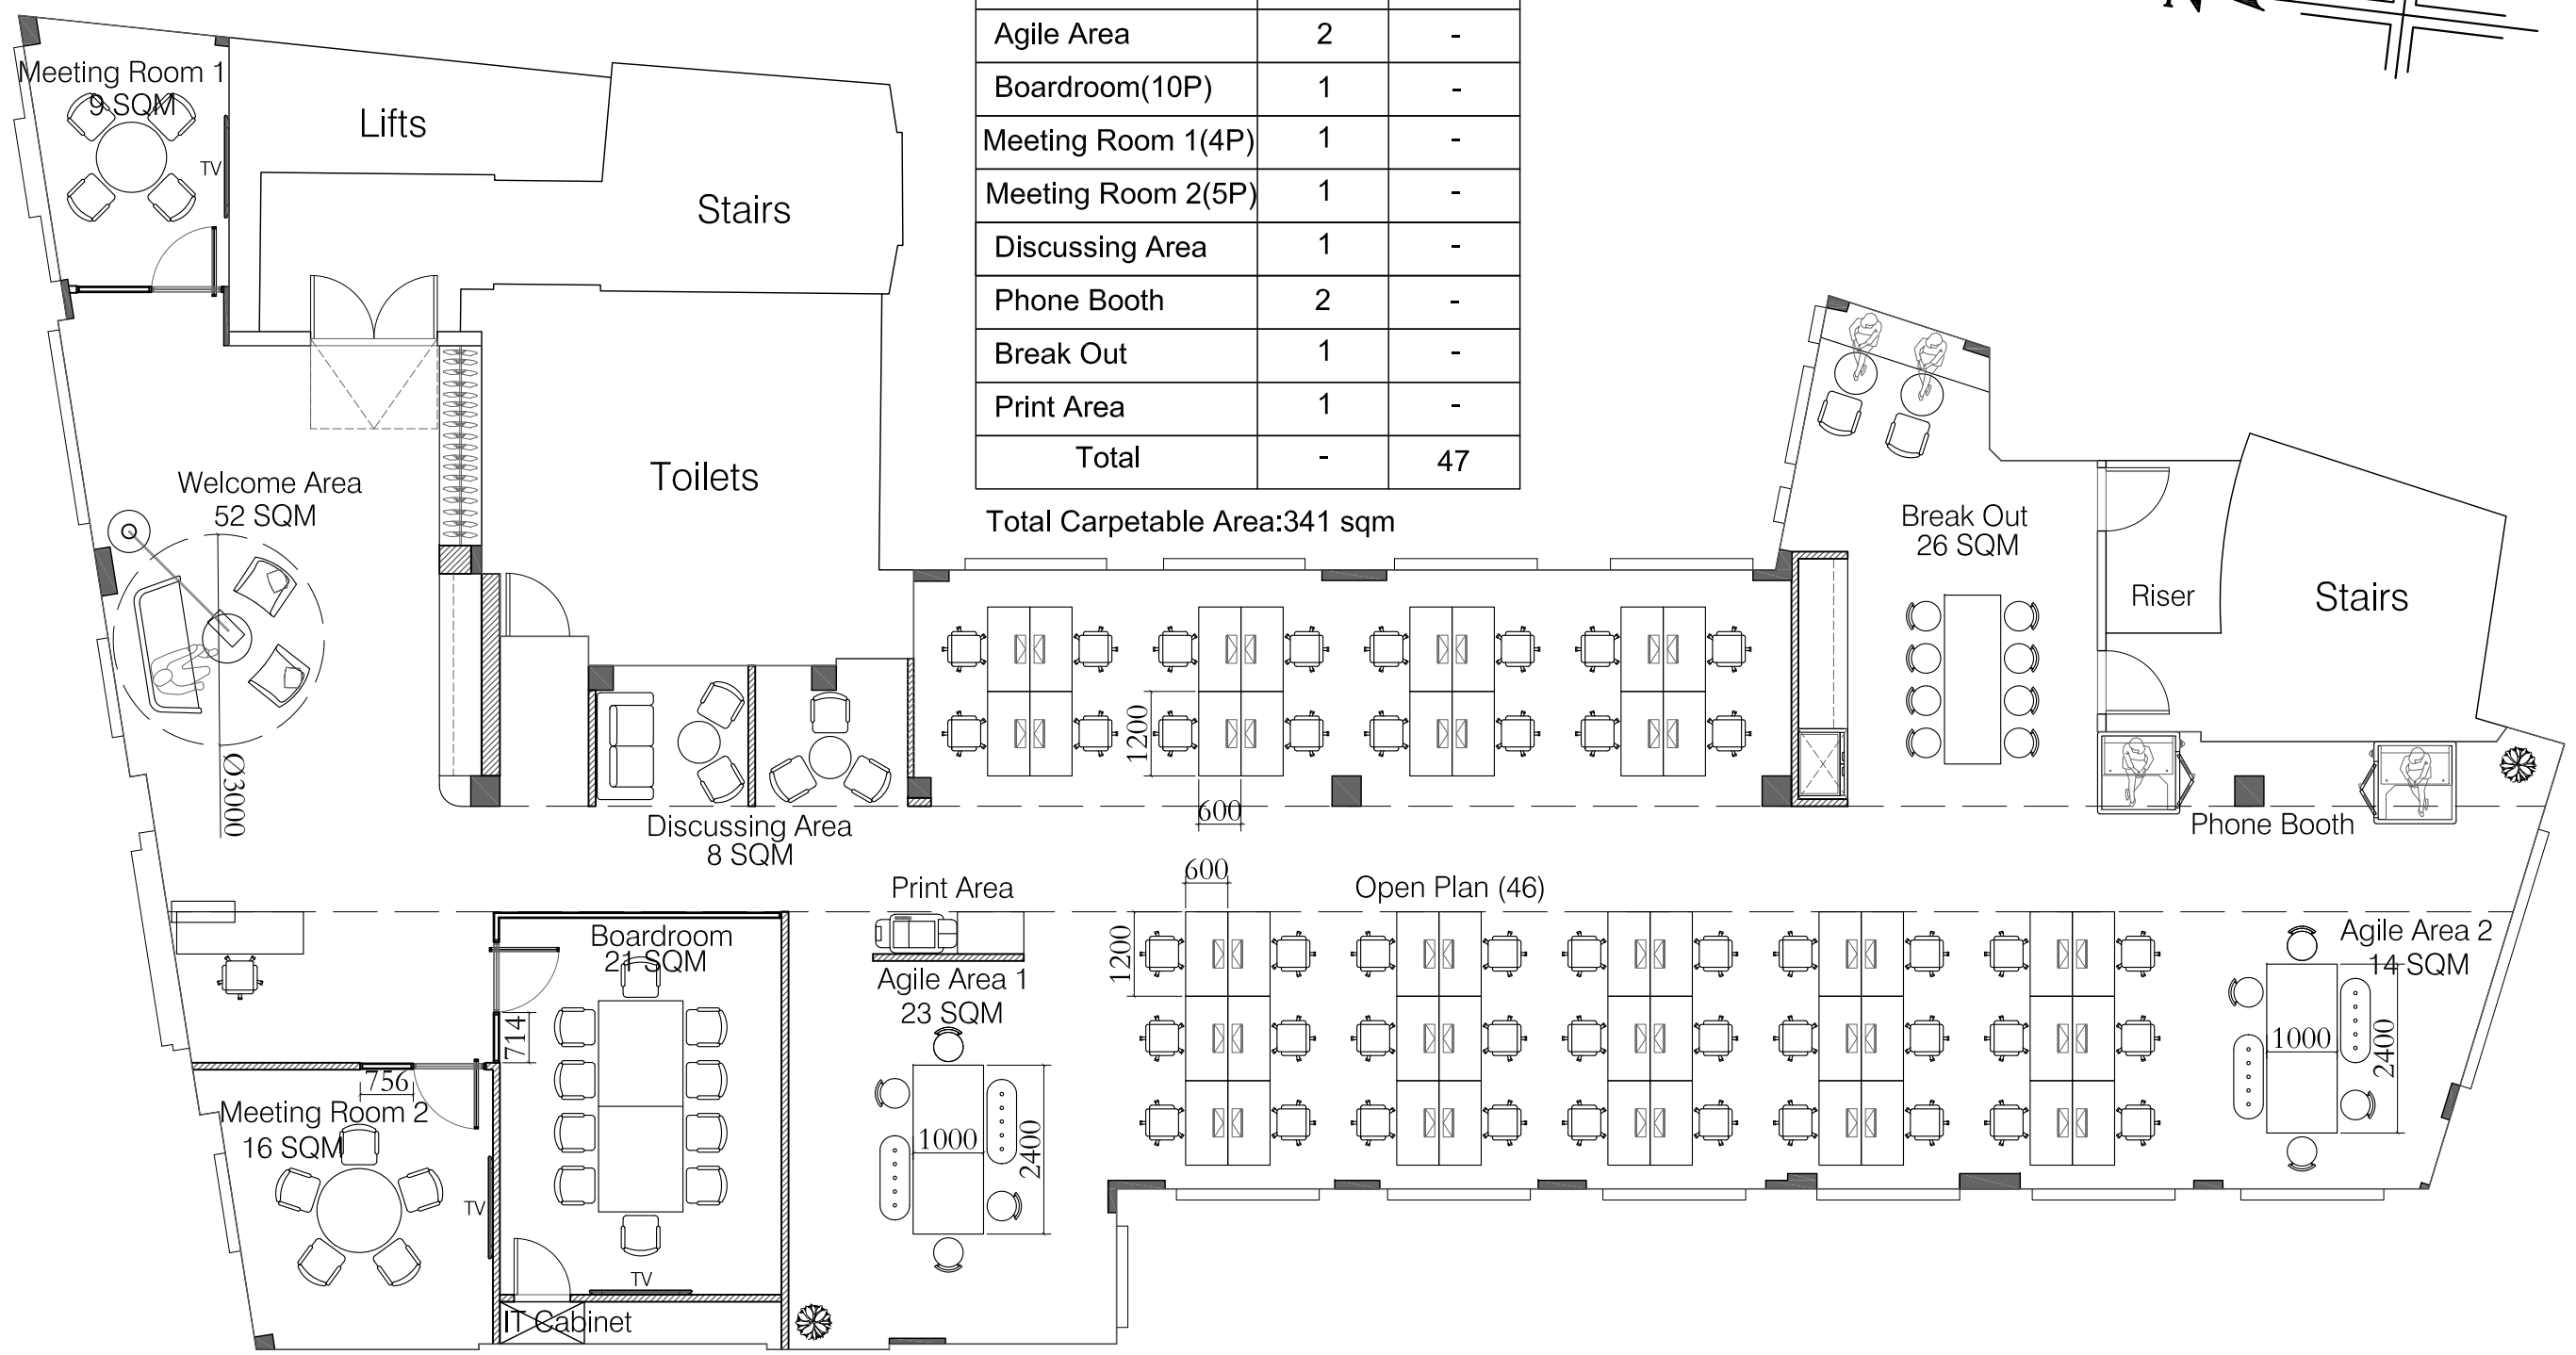 Agile Area 2 -
Boardroom(10P) 1 -
Meeting Room 1(4P) 1 -
Meeting Room 2(5P) 1 -
Discussing Area 1 -
Phone Booth 2 -
Break Out 1 -
Print Area 1 -
Total - 47
Total Carpetable Area:341 sqm
N
Meeting Room 1
9 SQM
TV
Lifts
Stairs
Toilets
Welcome Area
52 SQM
Ø3000
Discussing Area
8 SQM
1200
600
Break Out
26 SQM
Riser
Stairs
Phone Booth
Print Area
600
Open Plan (46)
1200
Boardroom
21 SQM
714
TV
IT Cabinet
756
Meeting Room 2
16 SQM
TV
Agile Area 1
23 SQM
1000
2400
Agile Area 2
14 SQM
1000
2400